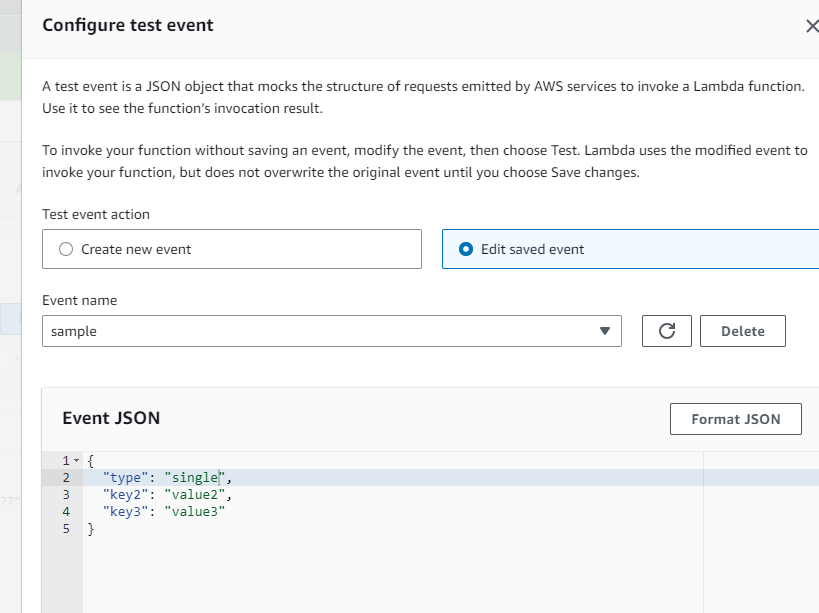 Configure test event
A test event is a JSON object that mocks the structure of requests emitted by AWS services to invoke a Lambda function.
Use it to see the function's invocation result.
To invoke your function without saving an event, modify the event, then choose Test. Lambda uses the modified event to
invoke your function, but does not overwrite the original event until you choose Save changes.
Test event action
Create new event
Edit saved event
Event name
sample
Delete
Event JSON
Format JSON
1 {
2 "type": "single",
3 "key2": "value2",
4 "key3": "value3"
5 }
77"